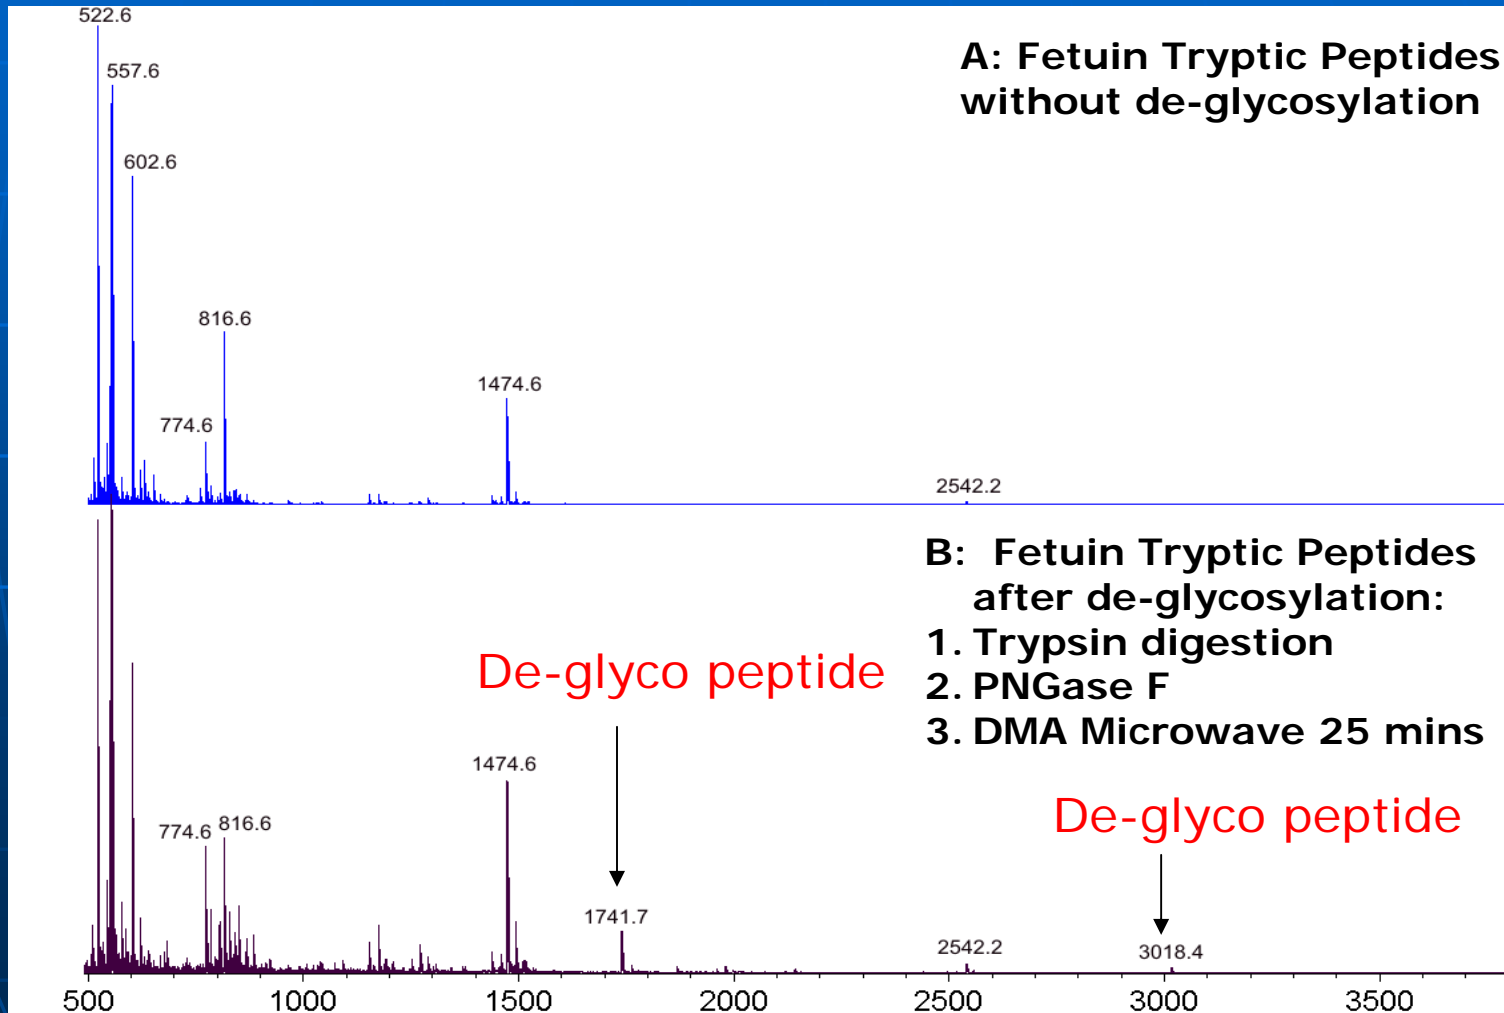 522.6
557.6
602.6
816.6
774.6
1474.6
2542.2
A: Fetuin Tryptic Peptides
without de-glycosylation
B: Fetuin Tryptic Peptides
after de-glycosylation:
1. Trypsin digestion
2. PNGase F
3. DMA Microwave 25 mins
De-glyco peptide
De-glyco peptide
774.6
816.6
1474.6
1741.7
2542.2
3018.4
500 1000 1500 2000 2500 3000 3500